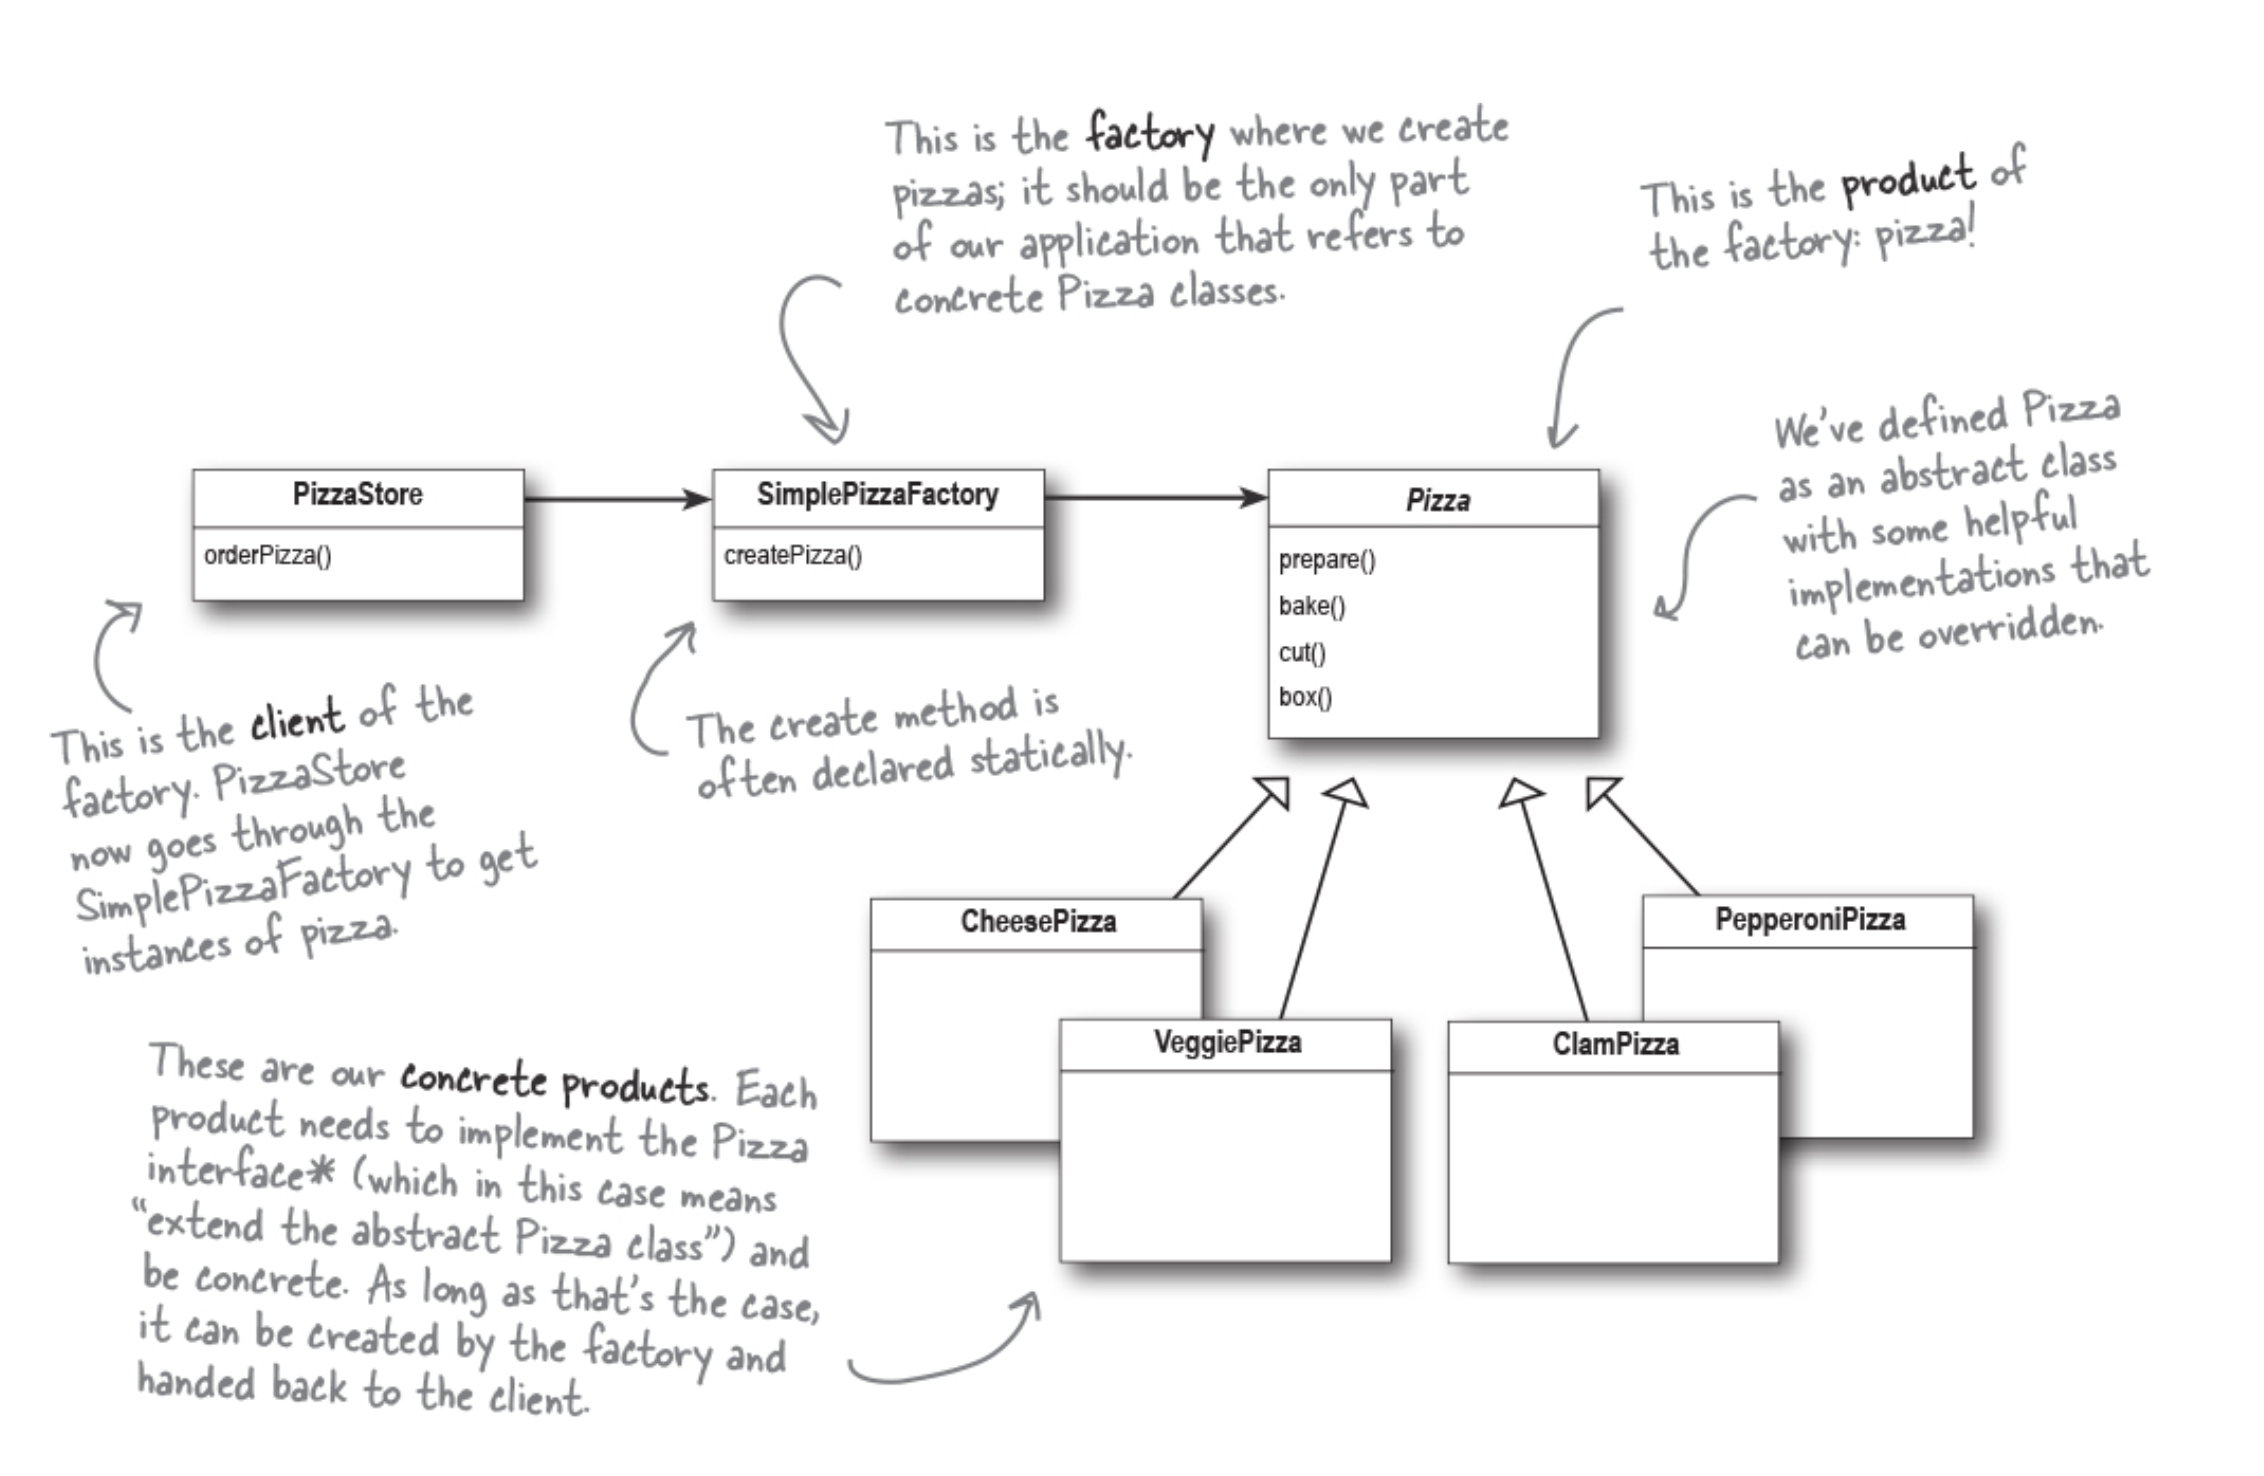 This is the factory where we create
pizzas; it should be the only part
of our application that refers to
concrete Pizza classes.
This is the product of
the factory: pizza!
We've defined Pizza
as an abstract class
with some helpful
implementations that
can be overridden.
PizzaStore
orderPizza()
SimplePizzaFactory
createPizza()
Pizza
prepare()
bake()
cut()
box()
This is the client of the
factory. PizzaStore
now goes through the
SimplePizzaFactory to get
instances of pizza.
The create method is
often declared statically.
CheesePizza
VeggiePizza
ClamPizza
PepperoniPizza
These are our concrete products. Each
product needs to implement the Pizza
interface* (which in this case means
“extend the abstract Pizza class”) and
be concrete. As long as that's the case,
it can be created by the factory and
handed back to the client.